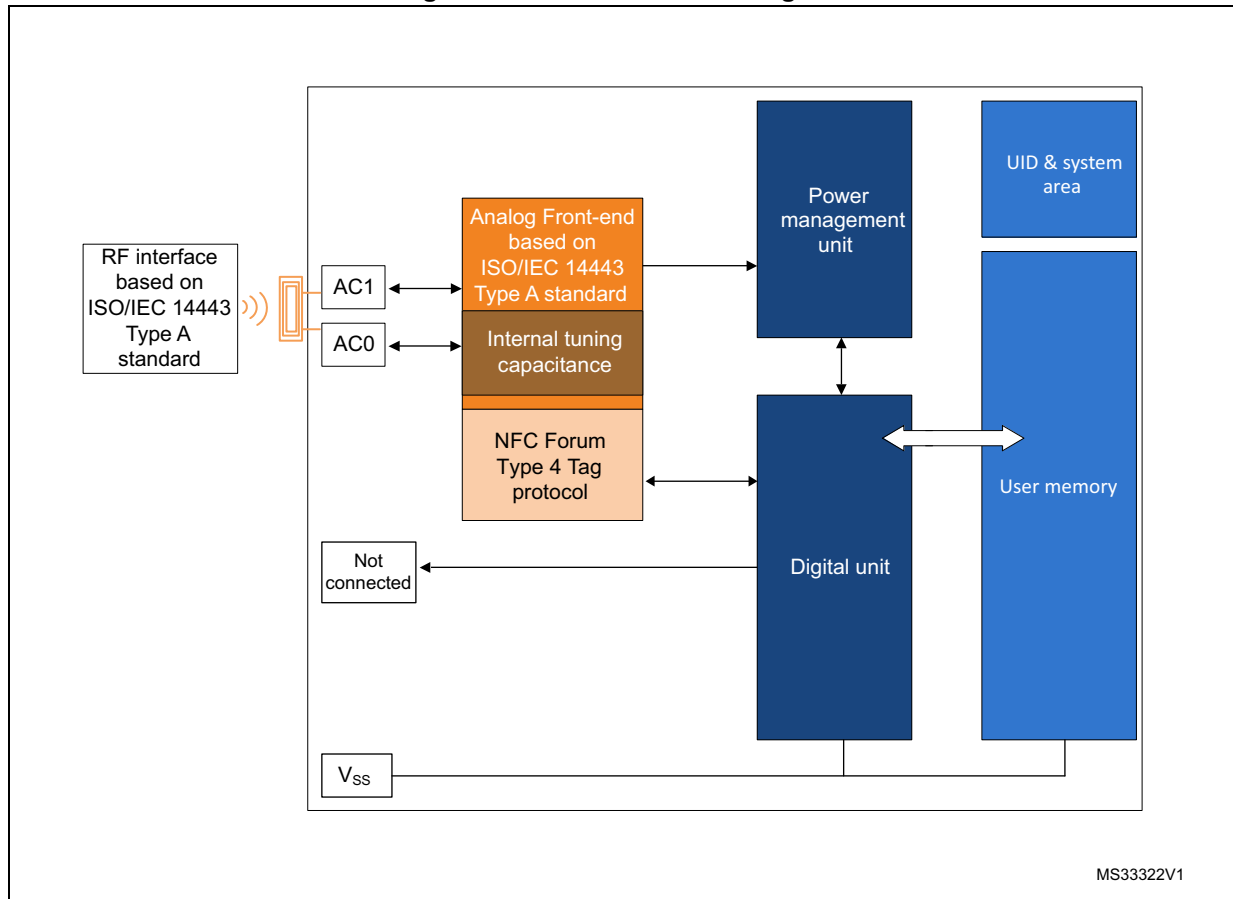 RF interface
based on
ISO/IEC 14443
Type A
standard
AC1
AC0
Analog Front-end
based on
ISO/IEC 14443
Type A standard
Internal tuning
capacitance
NFC Forum
Type 4 Tag
protocol
Not
connected
VSS
Power
management
unit
Digital unit
UID & system
area
User memory
MS33322V1